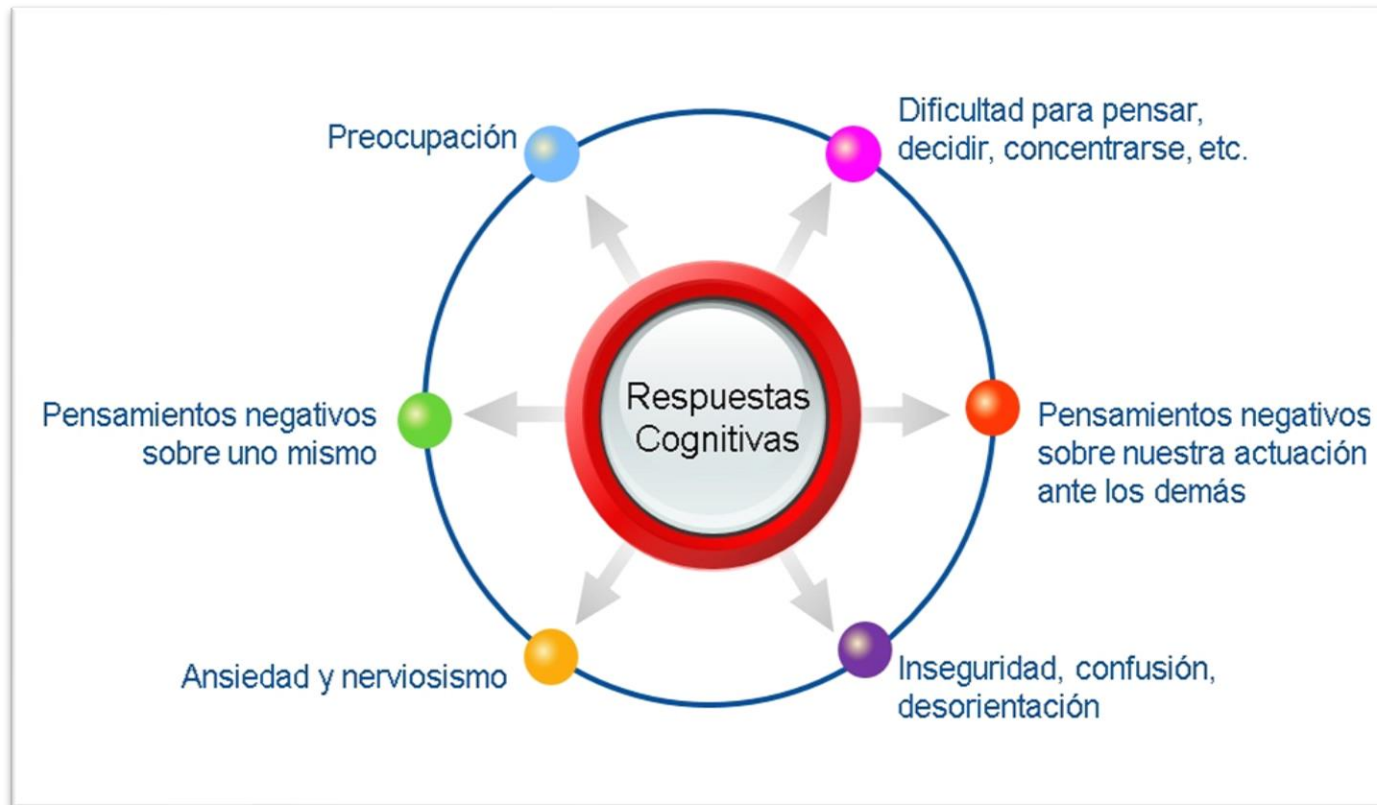 Preocupación
Dificultad para pensar,
decidir, concentrarse, etc.
Respuestas
Cognitivas
Pensamientos negativos
sobre uno mismo
Pensamientos negativos
sobre nuestra actuación
ante los demás
Ansiedad y nerviosismo
Inseguridad, confusión,
desorientación